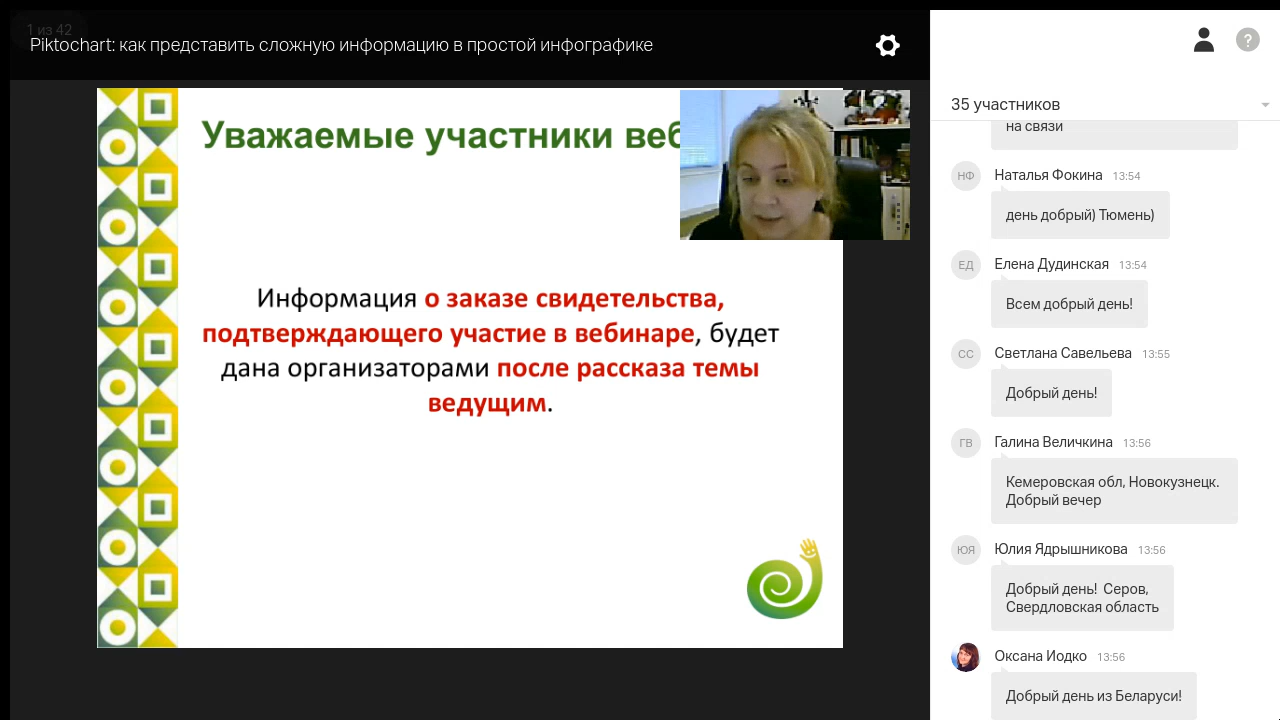 1 из 42
Piktochart: как представить сложную информацию в простой инфографике
Уважаемые участники веб
Информация о заказе свидетельства,
подтверждающего участие в вебинаре, будет
дана организаторами после рассказа темы
ведущим.
?
35 участников
на связи
НФ
Наталья Фокина 13:54
день добрый) Тюмень)
ЕД
Елена Дудинская 13:54
Всем добрый день!
СС
Светлана Савельева 13:55
Добрый день!
ГВ
Галина Величкина 13:56
Кемеровская обл, Новокузнецк.
Добрый вечер
ЮЯ
Юлия Ядрышникова 13:56
Добрый день! Серов,
Свердловская область
Оксана Иодко 13:56
Добрый день из Беларуси!